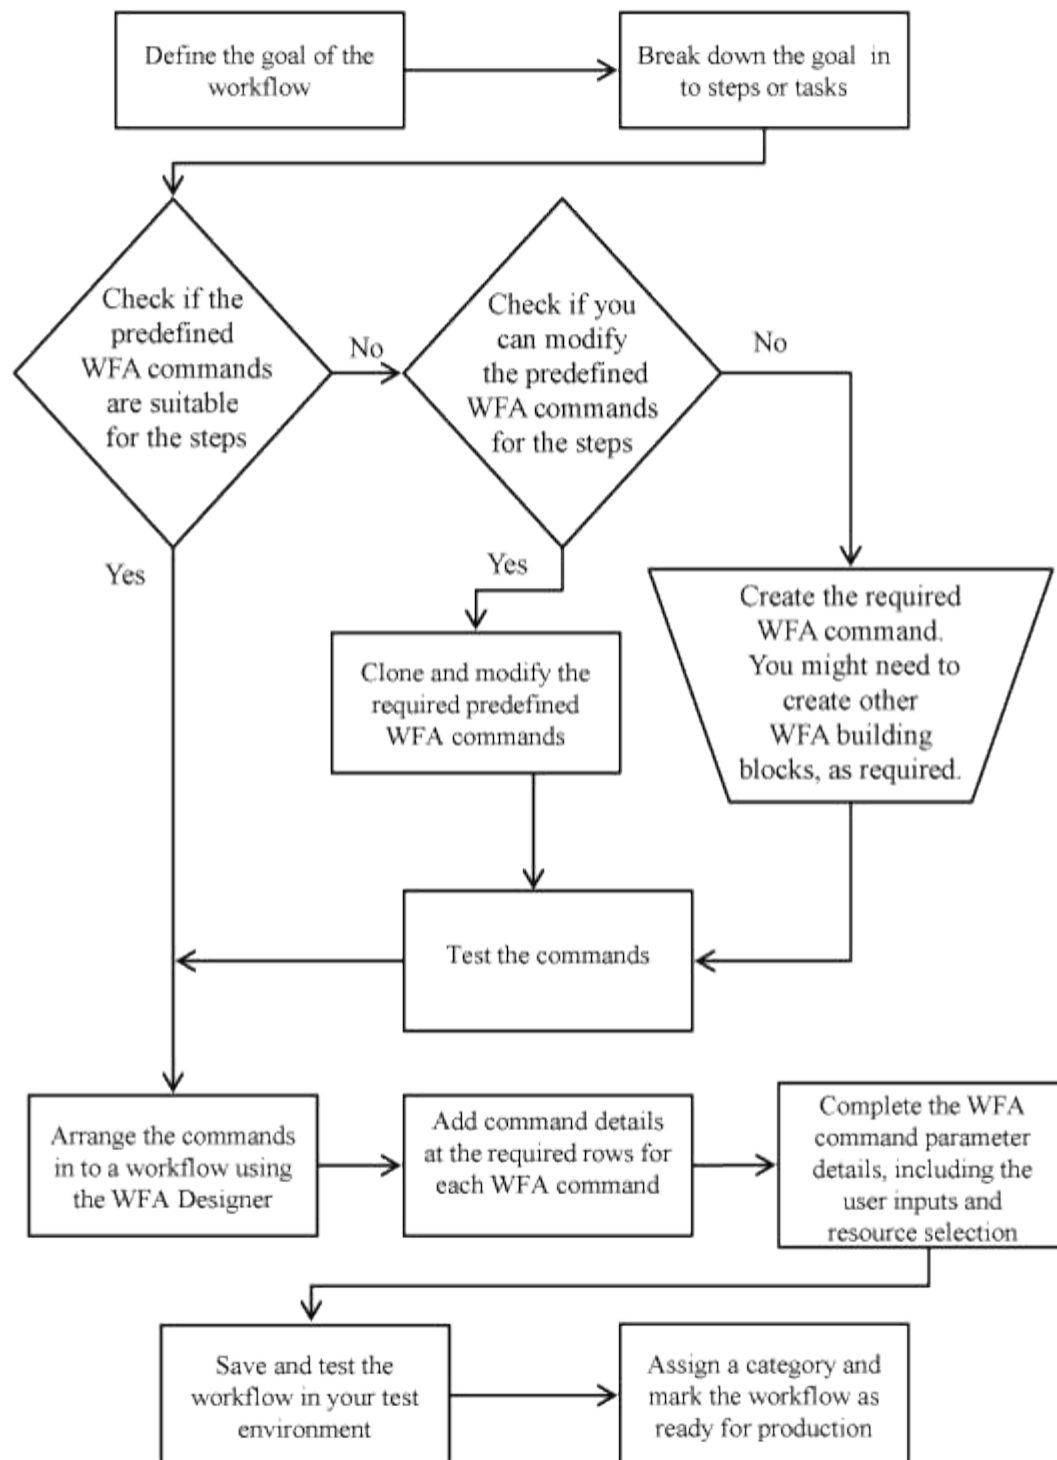 Define the goal of the
workflow
Break down the goal in
to steps or tasks
Check if the
predefined
WFA commands
are suitable
for the steps
No
Check if you
can modify
the predefined
WFA commands
for the steps
No
Yes
Yes
Clone and modify the
required predefined
WFA commands
Create the required
WFA command.
You might need to
create other
WFA building
blocks, as required.
Test the commands
Arrange the commands
in to a workflow using
the WFA Designer
Add command details
at the required rows for
each WFA command
Complete the WFA
command parameter
details, including the
user inputs and
resource selection
Save and test the
workflow in your test
environment
Assign a category and
mark the workflow as
ready for production